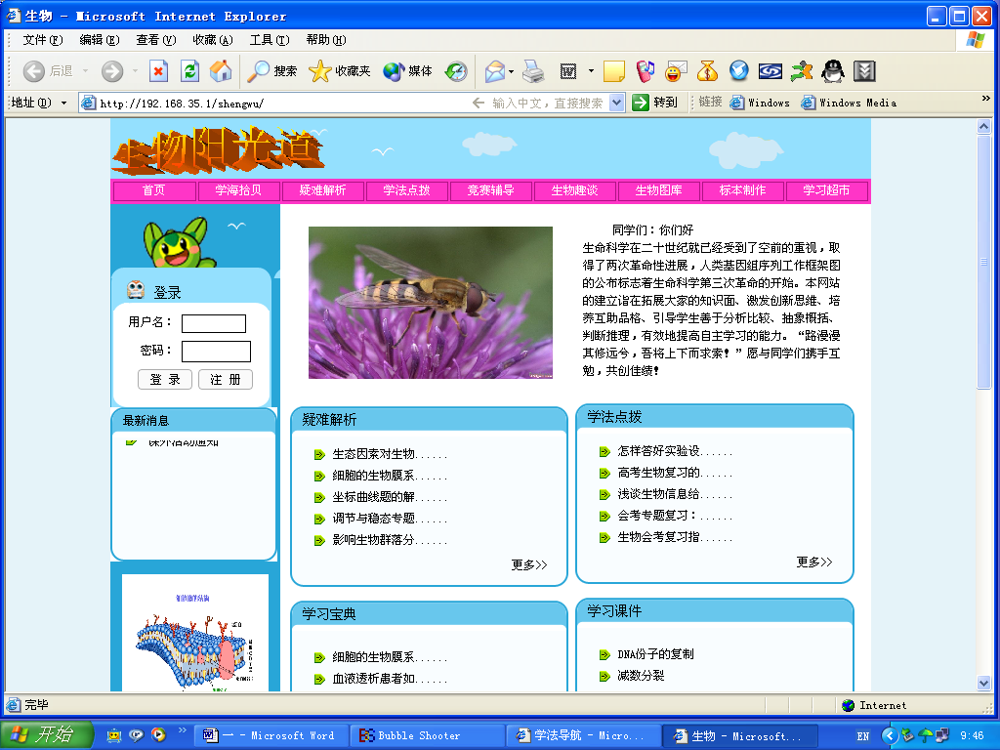 生物 - Microsoft Internet Explorer
文件(F) 编辑(E) 查看(V) 收藏(A) 工具(T) 帮助(H)
后退 搜索 收藏夹 媒体
地址(D) http://192.168.35.1/shengwu/ 输入中文，直接搜索 转到 链接 Windows Windows Media »
生物阳光道
首页 学海拾贝 疑难解析 学法点拨 竞赛辅导 生物趣谈 生物图库 标本制作 学习超市
登录
用户名：
密码：
登 录 注 册
最新消息
课外活动通知
同学们：你们好
生命科学在二十世纪就已经受到了空前的重视，取
得了两次革命性进展，人类基因组序列工作框架图
的公布标志着生命科学第三次革命的开始。本网站
的建立诣在拓展大家的知识面、激发创新思维、培
养互助品格、引导学生善于分析比较、抽象概括、
判断推理，有效地提高自主学习的能力。“路漫漫
其修远兮，吾将上下而求索！”愿与同学们携手互
勉，共创佳绩！
疑难解析
生态因素对生物......
细胞的生物膜系......
坐标曲线题的解......
调节与稳态专题......
影响生物群落分......
更多>>
学法点拨
怎样答好实验设......
高考生物复习的......
浅谈生物信息给......
会考专题复习：......
生物会考复习指......
更多>>
学习宝典
细胞的生物膜系......
血液透析患者如......
学习课件
DNA份子的复制
减数分裂
完毕 Internet
开始 » 一 - Microsoft Word Bubble Shooter 学法导航 - Micro... 生物 - Microsoft... EN 9:46